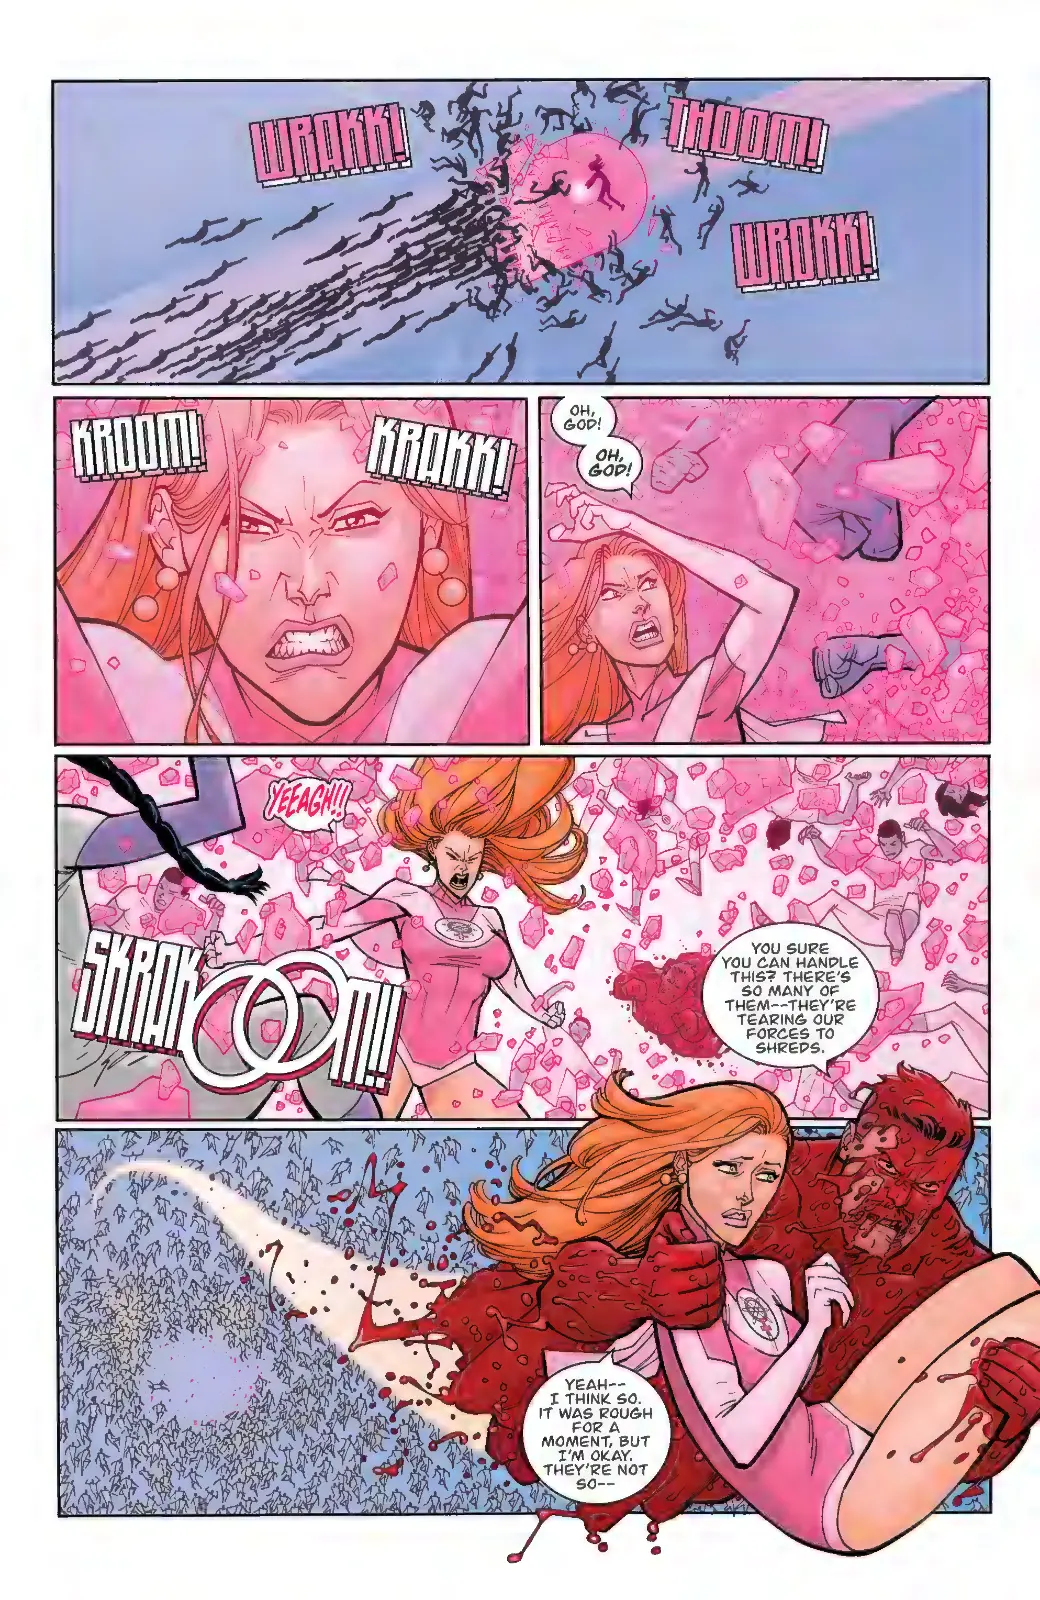 WRAKK!
THOOM!
WROKK!
KROOM!
KRAKK!
OH,
GOD!
OH,
GOD!
YEEAGH!!
SKRAKOOOM!!
YOU SURE
YOU CAN HANDLE
THIS? THERE'S
SO MANY OF
THEM--THEY'RE
TEARING OUR
FORCES TO
SHREDS.
YEAH--
I THINK SO.
IT WAS ROUGH
FOR A
MOMENT, BUT
I'M OKAY.
THEY'RE NOT
SO--